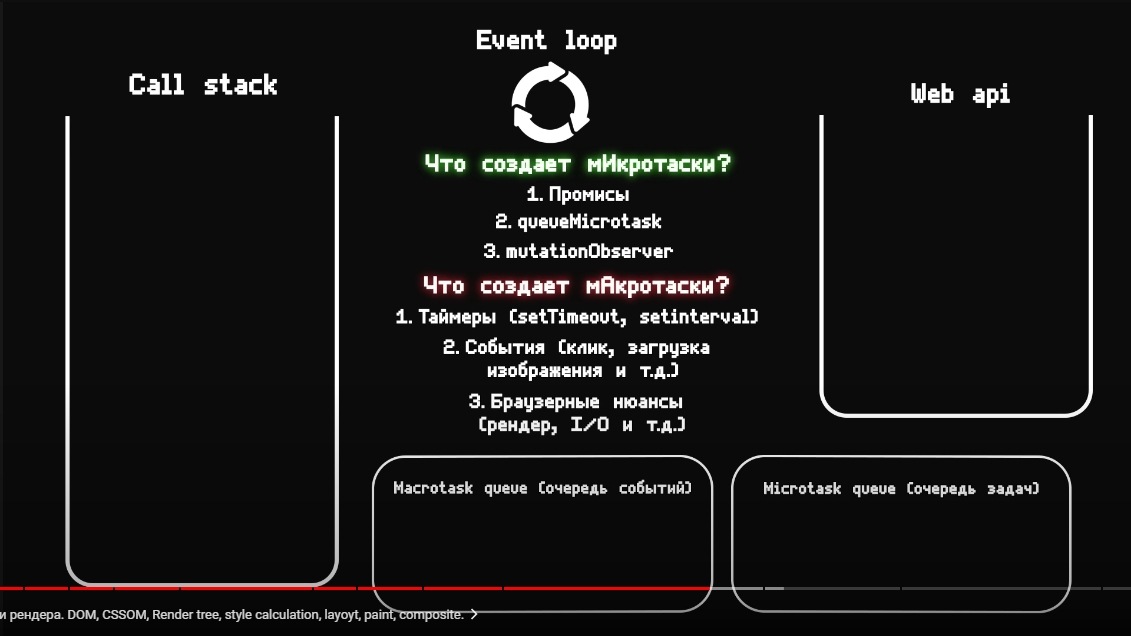 Event loop
Call stack
Web api
Что создает мИкротаски?
1. Промисы
2. queueMicrotask
3. mutationObserver
Что создает мАкротаски?
1. Таймеры (setTimeout, setinterval)
2. События (клик, загрузка
изображения и т.д.)
3. Браузерные нюансы
(рендер, I/O и т.д.)
Macrotask queue (очередь событий)
Microtask queue (очередь задач)
и рендера. DOM, CSSOM, Render tree, style calculation, layoyt, paint, composite.